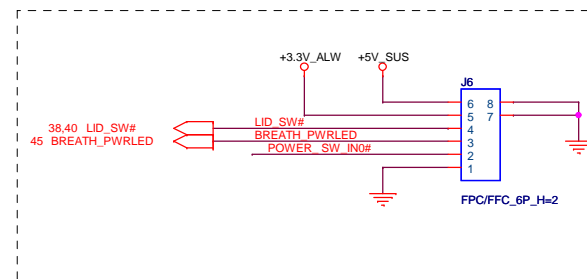 +3.3V_ALW +5V_SUS
J6
6 8
5 7
38,40 LID_SW# LID_SW# 4
45 BREATH_PWRLED BREATH_PWRLED 3
POWER_SW_IN0# 2
1
FPC/FFC_6P_H=2